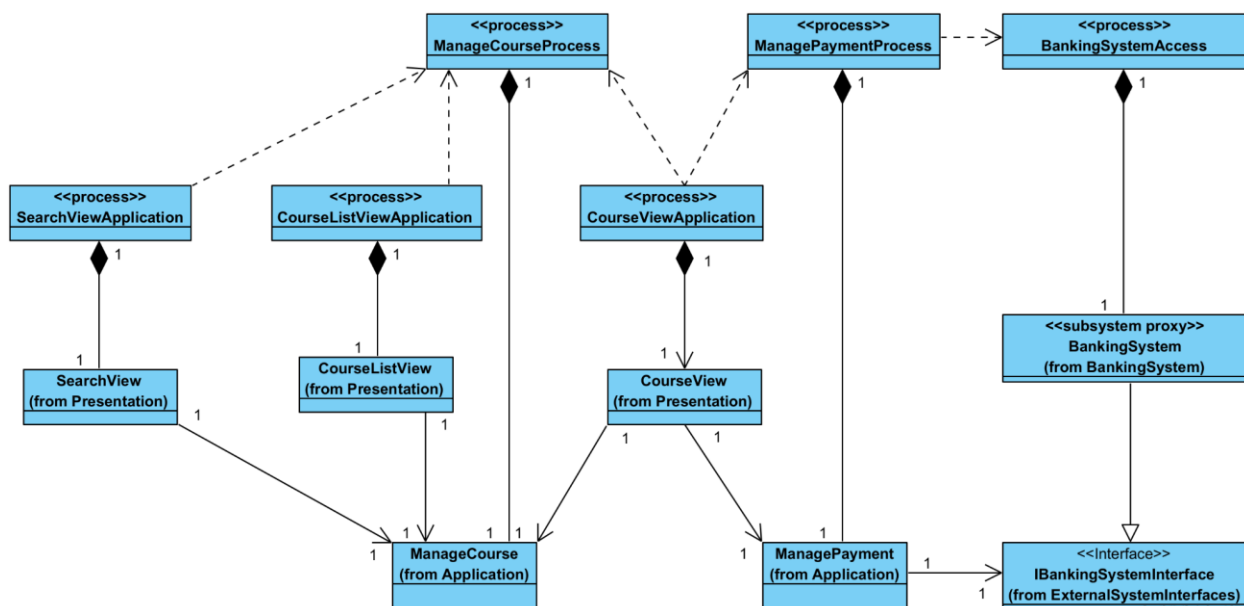 <<process>>
ManageCourseProcess
<<process>>
ManagePaymentProcess
<<process>>
BankingSystemAccess
1
1
1
<<process>>
SearchViewApplication
<<process>>
CourseListViewApplication
<<process>>
CourseViewApplication
1
1
1
1
<<subsystem proxy>>
BankingSystem
(from BankingSystem)
1
1
1
SearchView
(from Presentation)
CourseListView
(from Presentation)
CourseView
(from Presentation)
1
1
1
1
1
1
1
1
1
1
ManageCourse
(from Application)
ManagePayment
(from Application)
1
1
<<Interface>>
IBankingSystemInterface
(from ExternalSystemInterfaces)